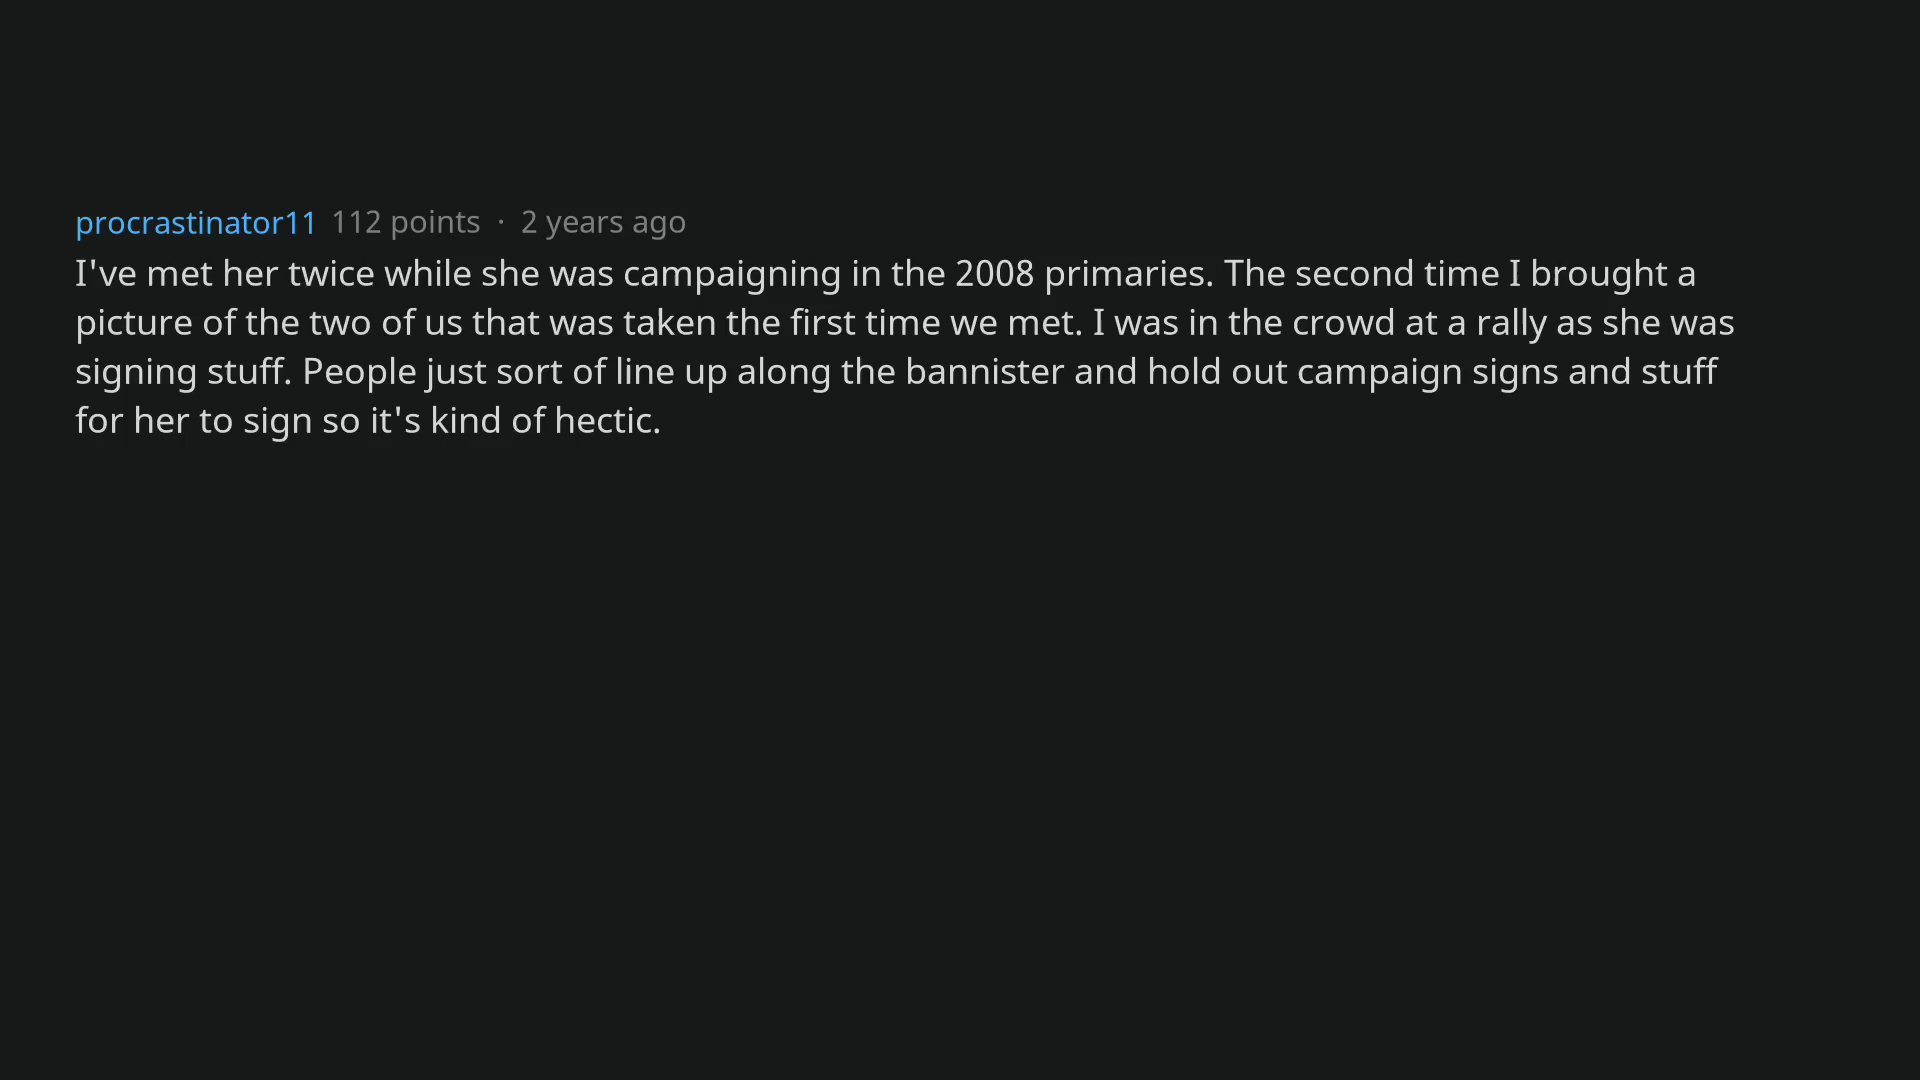 procrastinator11 112 points · 2 years ago
I've met her twice while she was campaigning in the 2008 primaries. The second time I brought a
picture of the two of us that was taken the first time we met. I was in the crowd at a rally as she was
signing stuff. People just sort of line up along the bannister and hold out campaign signs and stuff
for her to sign so it's kind of hectic.